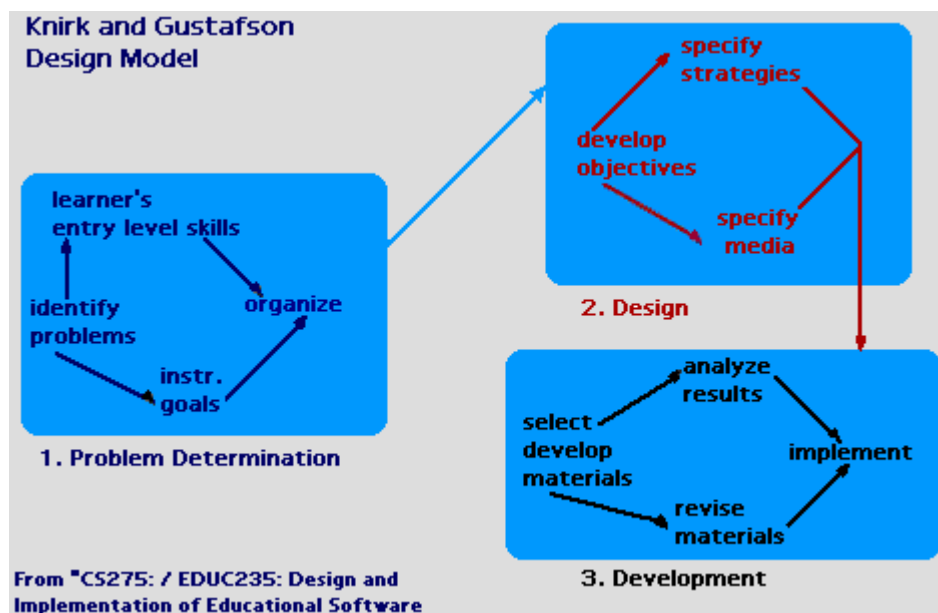 Knirk and Gustafson
Design Model
learner's
entry level skills
identify
problems
organize
instr.
goals
1. Problem Determination
specify
strategies
develop
objectives
specify
media
2. Design
analyze
results
select
develop
materials
implement
revise
materials
3. Development
From "CS275: / EDUC235: Design and
Implementation of Educational Software